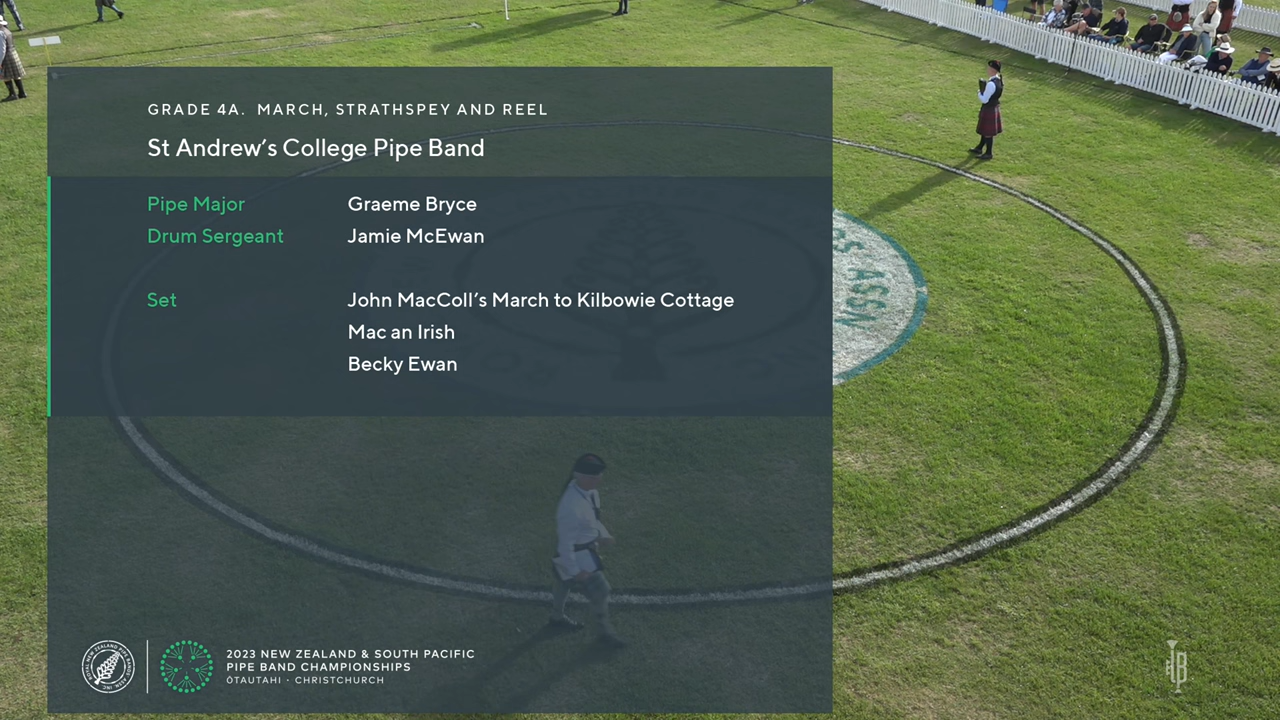 GRADE 4A. MARCH, STRATHSPEY AND REEL
St Andrew's College Pipe Band
Pipe Major Graeme Bryce
Drum Sergeant Jamie McEwan
Set John MacColl's March to Kilbowie Cottage
Mac an Irish
Becky Ewan
ASSN
2023 NEW ZEALAND & SOUTH PACIFIC
PIPE BAND CHAMPIONSHIPS
ŌTAUTAHI · CHRISTCHURCH